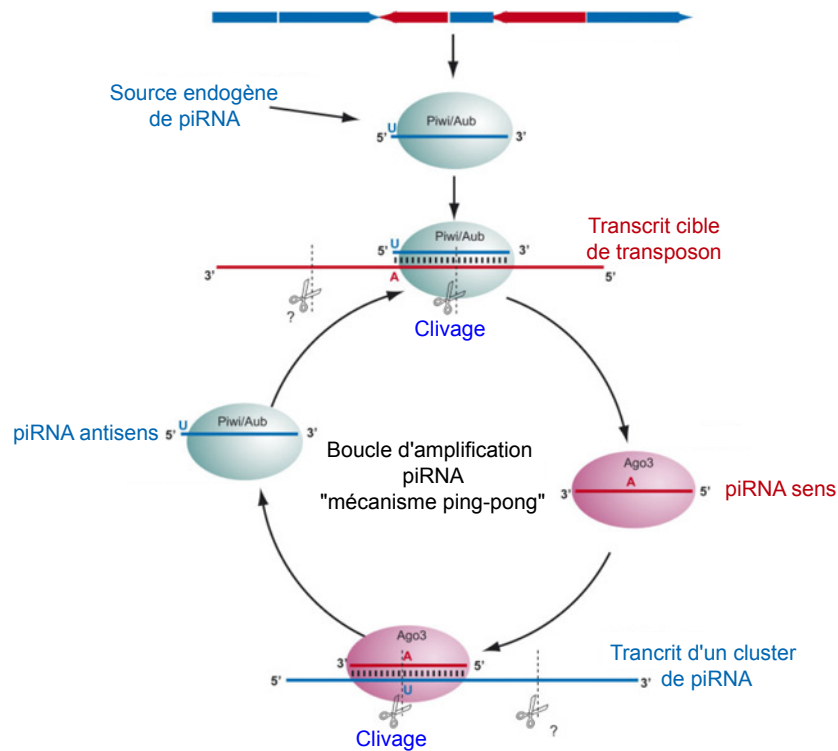 Source endogène
de piRNA
Piwi/Aub
U
5' 3'
Piwi/Aub
U
3'
Transcrit cible
de transposon
3' A 5'
?
Clivage
piRNA antisens
Piwi/Aub
U
5' 3'
Boucle d'amplification
piRNA
"mécanisme ping-pong"
Ago3
A
3' 5'
piRNA sens
Ago3
A
3' 5'
5' U 3'
Trancrit d'un cluster
de piRNA
?
Clivage